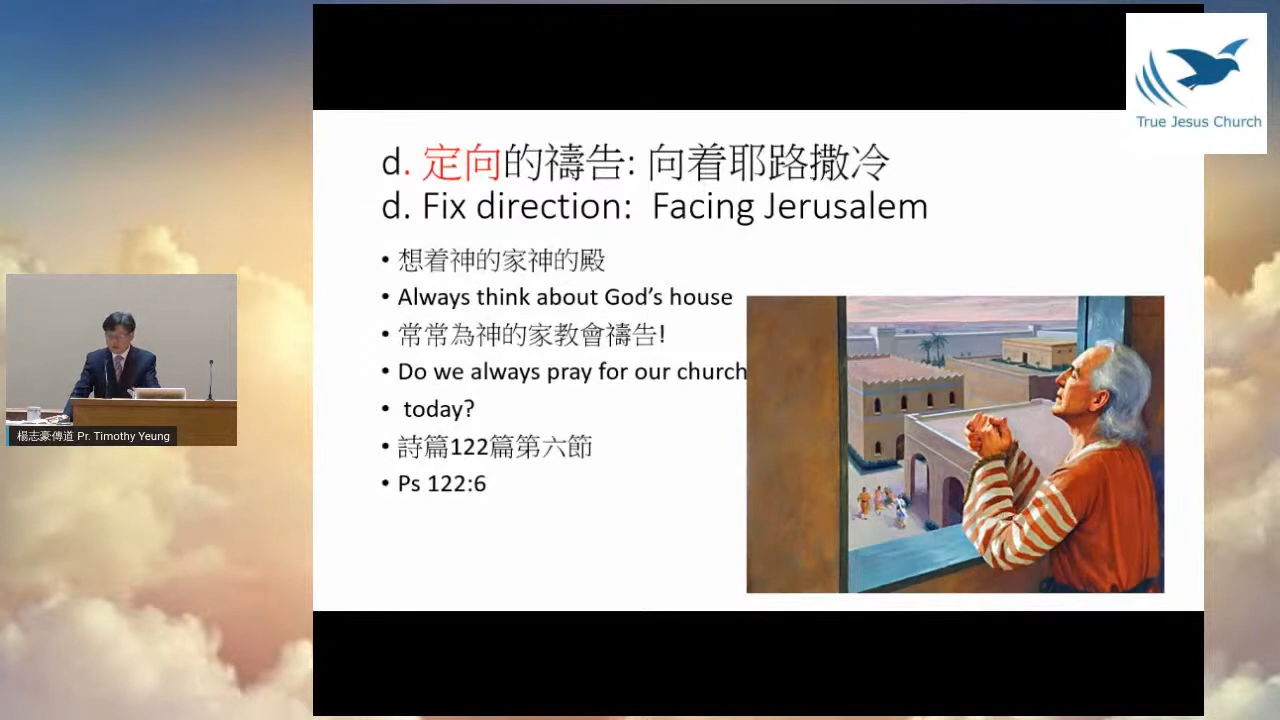 True Jesus Church
d. 定向的禱告: 向着耶路撒冷
d. Fix direction:  Facing Jerusalem
• 想着神的家神的殿
• Always think about God’s house
• 常常為神的家教會禱告!
• Do we always pray for our church
• today?
• 詩篇122篇第六節
• Ps 122:6
楊志豪傳道 Pr. Timothy Yeung